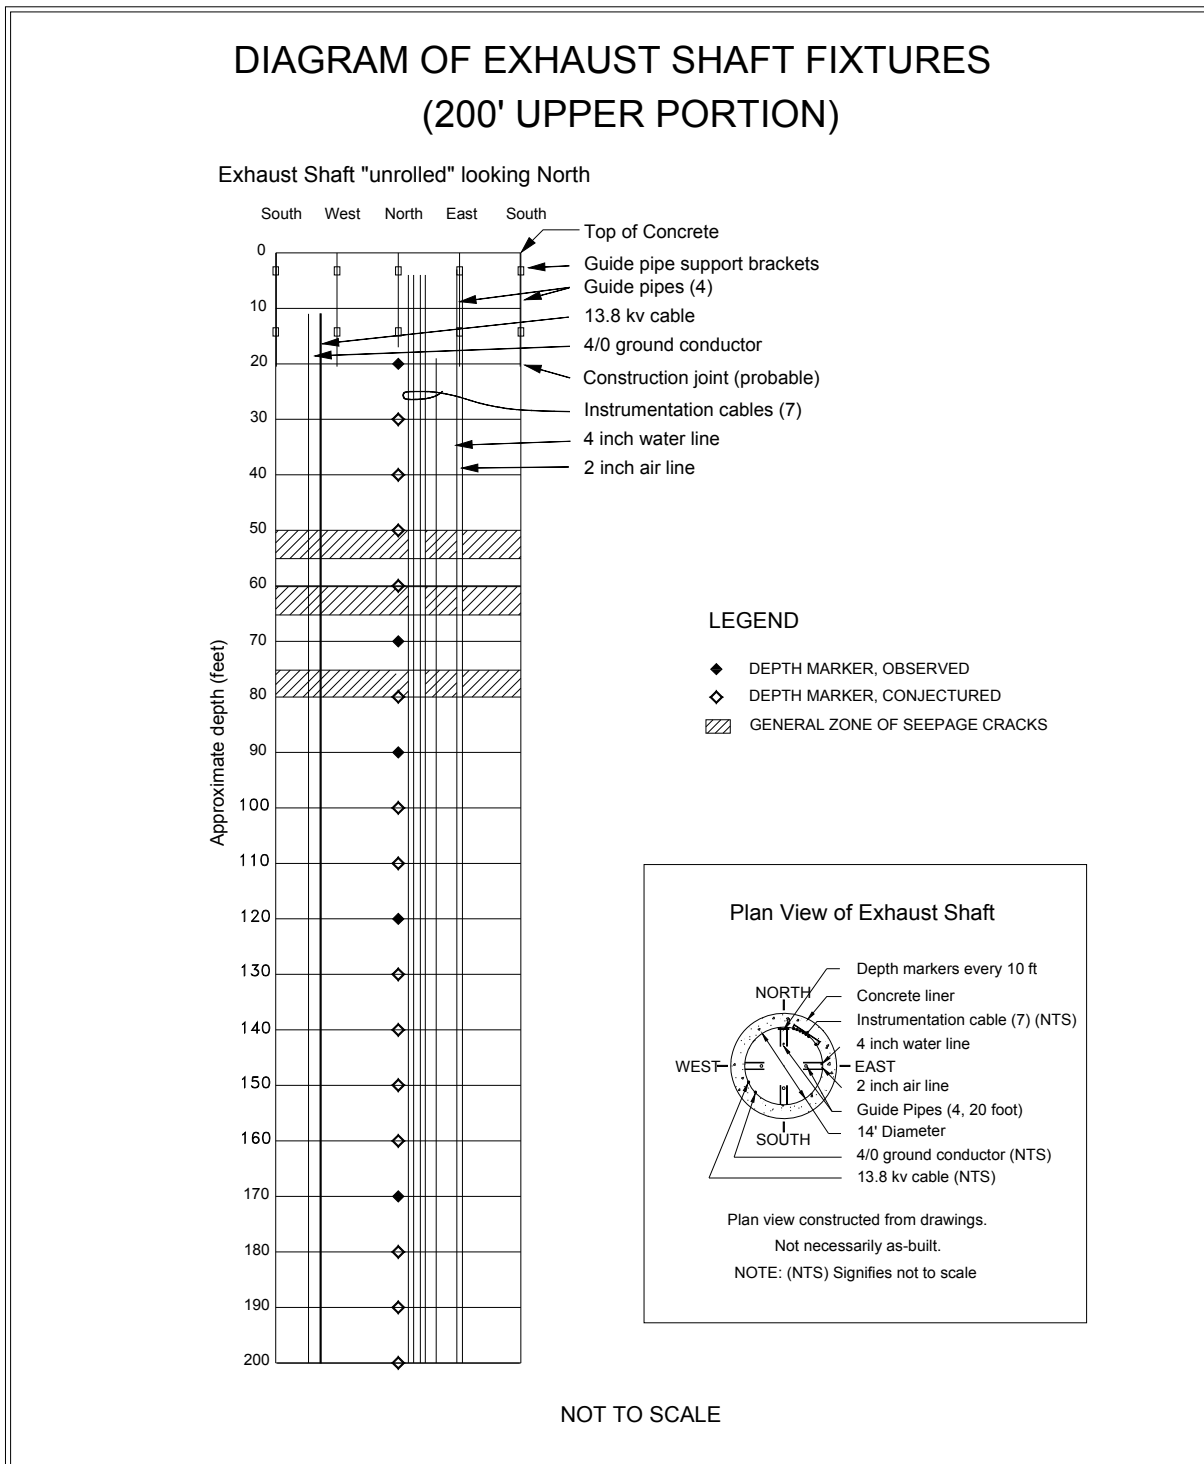 DIAGRAM OF EXHAUST SHAFT FIXTURES
(200' UPPER PORTION)
Exhaust Shaft "unrolled" looking North
South West North East South
Top of Concrete
Guide pipe support brackets
Guide pipes (4)
13.8 kv cable
4/0 ground conductor
Construction joint (probable)
Instrumentation cables (7)
4 inch water line
2 inch air line
Approximate depth (feet)
0
10
20
30
40
50
60
70
80
90
100
110
120
130
140
150
160
170
180
190
200
LEGEND
DEPTH MARKER, OBSERVED
DEPTH MARKER, CONJECTURED
GENERAL ZONE OF SEEPAGE CRACKS
Plan View of Exhaust Shaft
NORTH
WEST
EAST
SOUTH
Depth markers every 10 ft
Concrete liner
Instrumentation cable (7) (NTS)
4 inch water line
2 inch air line
Guide Pipes (4, 20 foot)
14' Diameter
4/0 ground conductor (NTS)
13.8 kv cable (NTS)
Plan view constructed from drawings.
Not necessarily as-built.
NOTE: (NTS) Signifies not to scale
NOT TO SCALE